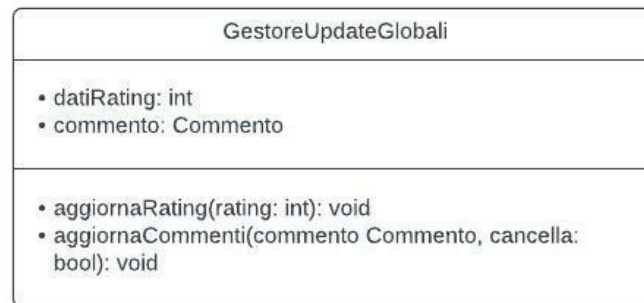 GestoreUpdateGlobali
• datiRating: int
• commento: Commento
• aggiornaRating(rating: int): void
• aggiornaCommenti(commento Commento, cancella:
bool): void